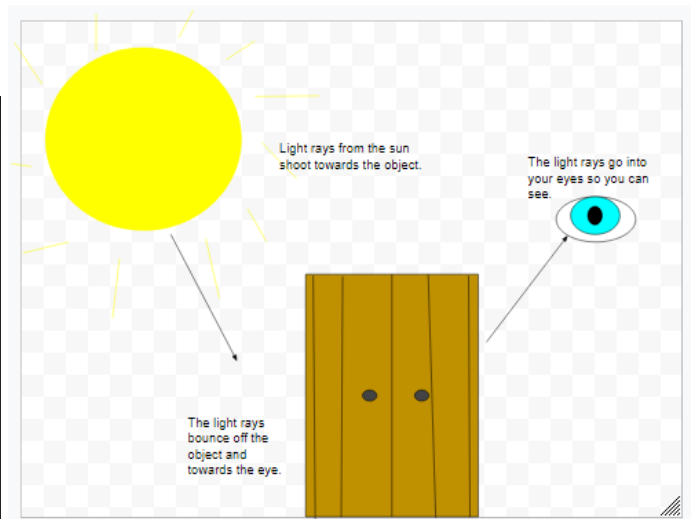 Light rays from the sun
shoot towards the object.
The light rays go into
your eyes so you can
see.
The light rays
bounce off the
object and
towards the eye.